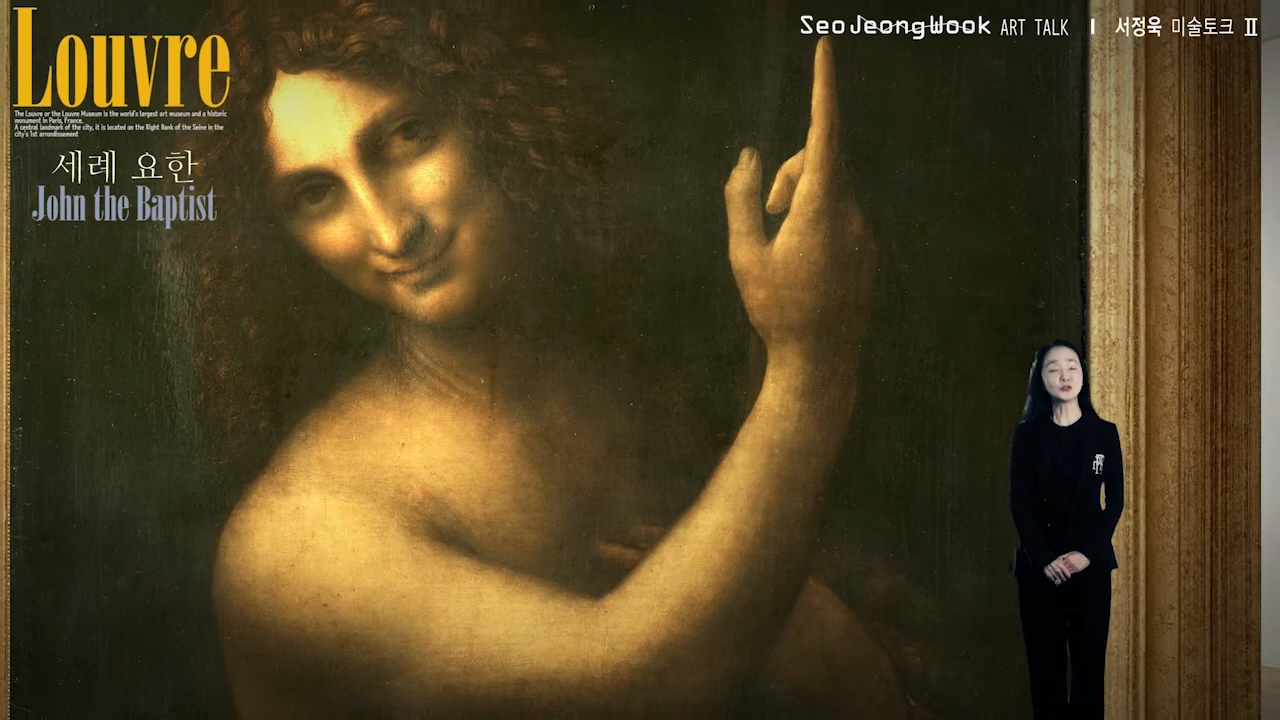 Louvre
The Louvre or the Louvre Museum is the world's largest art museum and a historic
monument in Paris, France.
A central landmark of the city, it is located on the Right Bank of the Seine in the
city's 1st arrondissement
세례 요한
John the Baptist
SeoJeongWook ART TALK I 서정욱 미술토크 II